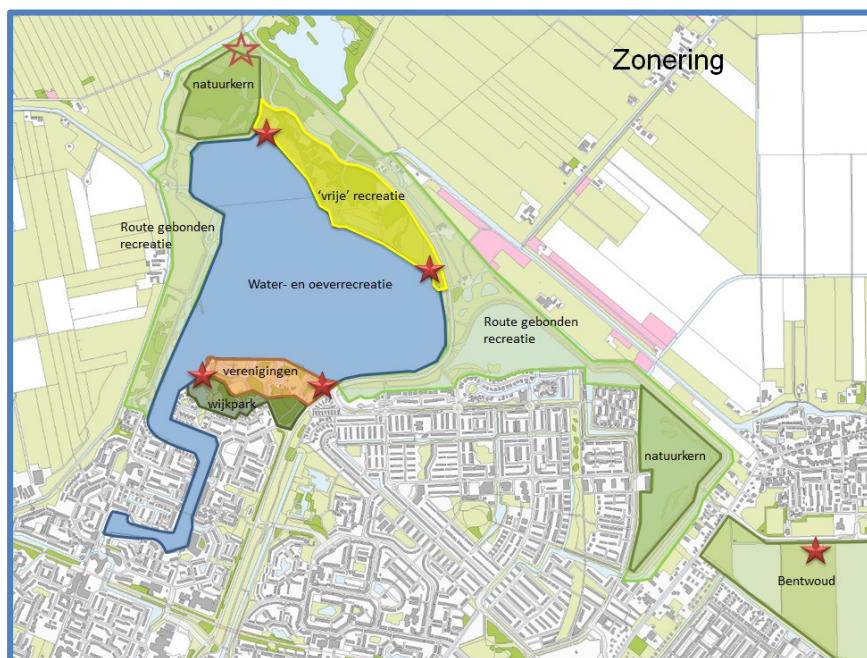 Zonering
natuurkern
'vrije' recreatie
Route gebonden
recreatie
Water- en oeverrecreatie
Route gebonden
recreatie
verenigingen
wijkpark
natuurkern
Bentwoud